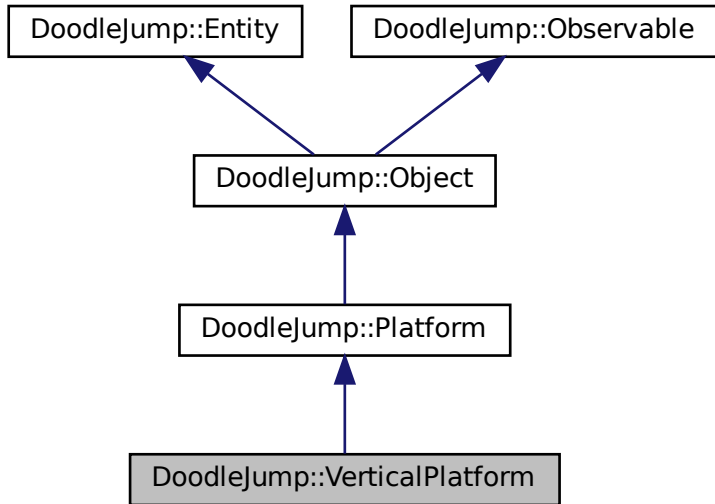 DoodleJump::Entity
DoodleJump::Observable
DoodleJump::Object
DoodleJump::Platform
DoodleJump::VerticalPlatform